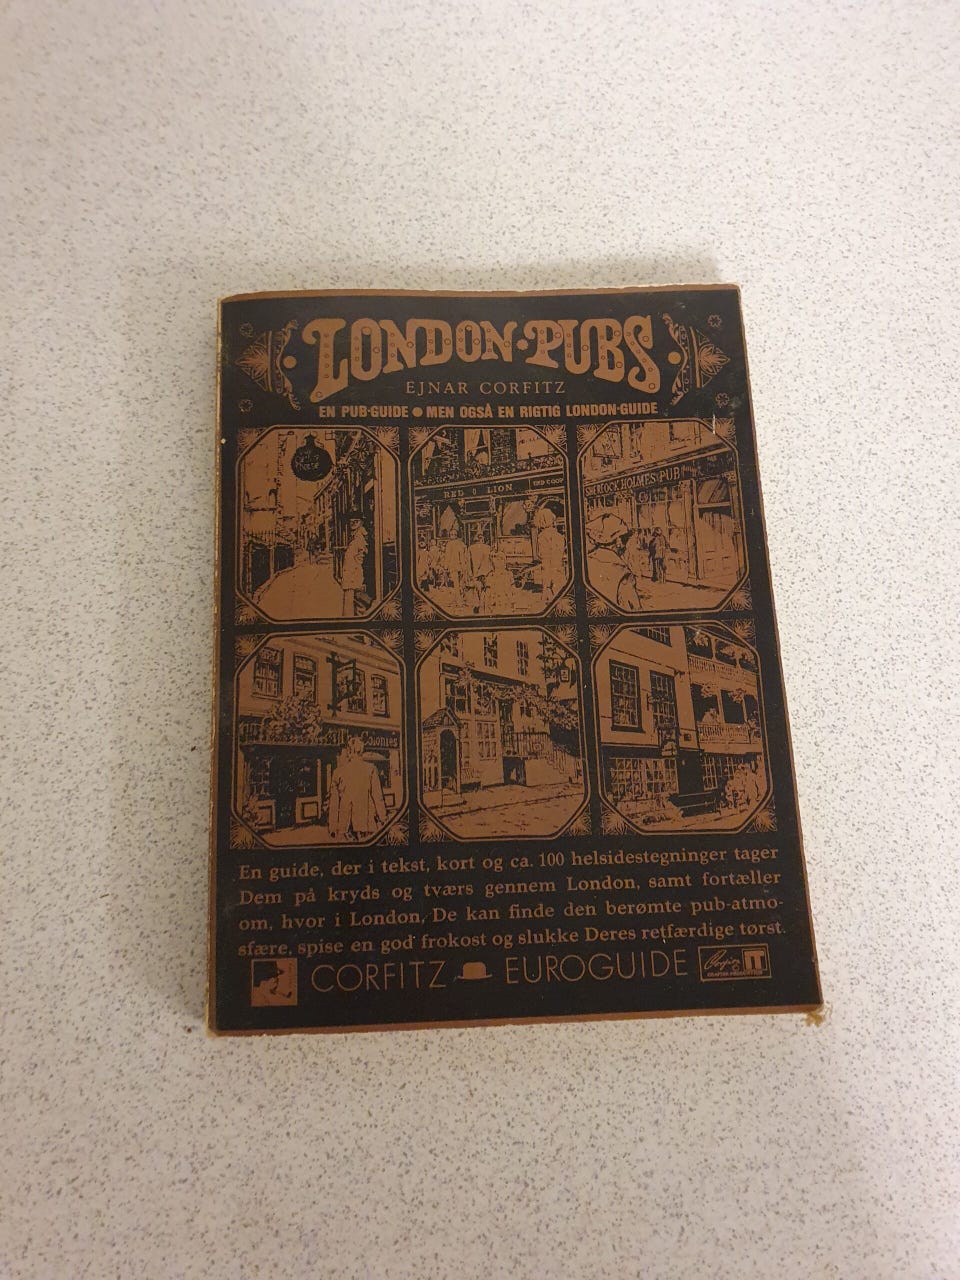 LONDON·PUBS
EJNAR CORFITZ
EN PUB-GUIDE ● MEN OGSÅ EN RIGTIG LONDON-GUIDE
RED LION
SHERLOCK HOLMES PUB
Colonies
En guide, der i tekst, kort og ca. 100 helsidestegninger tager
Dem på kryds og tværs gennem London, samt fortæller
om, hvor i London, De kan finde den berømte pub-atmo-
sfære, spise en god frokost og slukke Deres retfærdige tørst.
CORFITZ EUROGUIDE